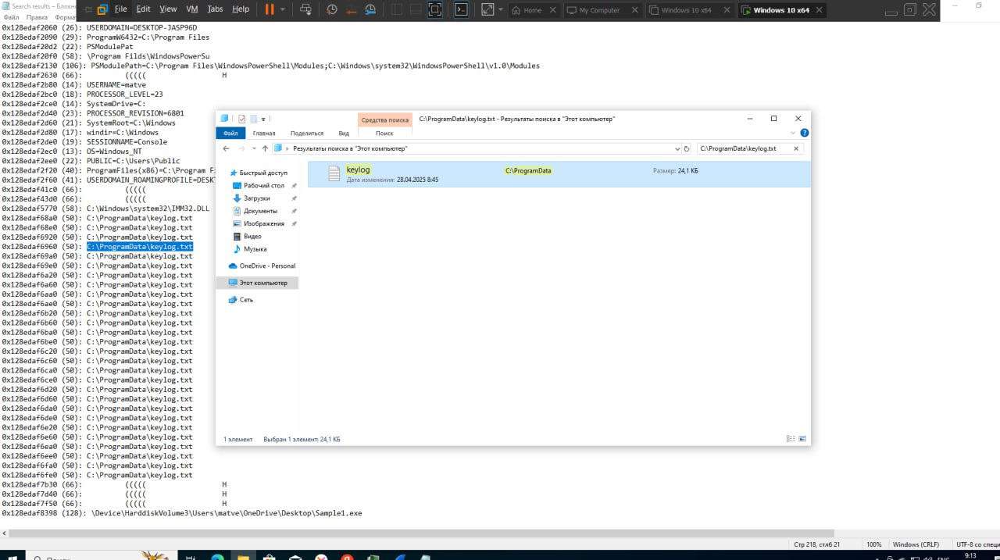 Search results – Блокн
File Edit View VM Tabs Help
Home
My Computer
Windows 10 x64
Windows 10 x64
Файл Правка Формат
0x128edaf2060 (26): USERDOMAIN=DESKTOP-JASP96D
0x128edaf2090 (29): ProgramW6432=C:\Program Files
0x128edaf20d2 (22): PSModulePat
0x128edaf20f0 (58): \Program Filds\WindowsPowerSu
0x128edaf2130 (106): PSModulePath=C:\Program Files\WindowsPowerShell\Modules;C:\Windows\system32\WindowsPowerShell\v1.0\Modules
0x128edaf2630 (66): ((((( H
0x128edaf2b80 (14): USERNAME=matve
0x128edaf2bc0 (18): PROCESSOR_LEVEL=23
0x128edaf2ce0 (14): SystemDrive=C:
0x128edaf2d40 (23): PROCESSOR_REVISION=6801
0x128edaf2d60 (21): SystemRoot=C:\Windows
0x128edaf2d80 (17): windir=C:\Windows
0x128edaf2de0 (19): SESSIONNAME=Console
0x128edaf2ec0 (13): OS=Windows_NT
0x128edaf2ee0 (22): PUBLIC=C:\Users\Public
0x128edaf2f20 (40): ProgramFiles(x86)=C:\Program F
0x128edaf2f60 (41): USERDOMAIN_ROAMINGPROFILE=DESKT
0x128edaf41c0 (66): (((((
0x128edaf43d0 (66): (((((
0x128edaf5770 (58): C:\Windows\system32\IMM32.DLL
0x128edaf68a0 (50): C:\ProgramData\keylog.txt
0x128edaf68e0 (50): C:\ProgramData\keylog.txt
0x128edaf6920 (50): C:\ProgramData\keylog.txt
0x128edaf6960 (50): C:\ProgramData\keylog.txt
0x128edaf69a0 (50): C:\ProgramData\keylog.txt
0x128edaf69e0 (50): C:\ProgramData\keylog.txt
0x128edaf6a20 (50): C:\ProgramData\keylog.txt
0x128edaf6a60 (50): C:\ProgramData\keylog.txt
0x128edaf6aa0 (50): C:\ProgramData\keylog.txt
0x128edaf6ae0 (50): C:\ProgramData\keylog.txt
0x128edaf6b20 (50): C:\ProgramData\keylog.txt
0x128edaf6b60 (50): C:\ProgramData\keylog.txt
0x128edaf6ba0 (50): C:\ProgramData\keylog.txt
0x128edaf6be0 (50): C:\ProgramData\keylog.txt
0x128edaf6c20 (50): C:\ProgramData\keylog.txt
0x128edaf6c60 (50): C:\ProgramData\keylog.txt
0x128edaf6ca0 (50): C:\ProgramData\keylog.txt
0x128edaf6ce0 (50): C:\ProgramData\keylog.txt
0x128edaf6d20 (50): C:\ProgramData\keylog.txt
0x128edaf6d60 (50): C:\ProgramData\keylog.txt
0x128edaf6da0 (50): C:\ProgramData\keylog.txt
0x128edaf6de0 (50): C:\ProgramData\keylog.txt
0x128edaf6e20 (50): C:\ProgramData\keylog.txt
0x128edaf6e60 (50): C:\ProgramData\keylog.txt
0x128edaf6ea0 (50): C:\ProgramData\keylog.txt
0x128edaf6ee0 (50): C:\ProgramData\keylog.txt
0x128edaf6fa0 (50): C:\ProgramData\keylog.txt
0x128edaf6fe0 (50): C:\ProgramData\keylog.txt
0x128edaf7b30 (66): ((((( H
0x128edaf7d40 (66): ((((( H
0x128edaf7f50 (66): ((((( H
0x128edaf8398 (128): \Device\HarddiskVolume3\Users\matve\OneDrive\Desktop\Sample1.exe
Средства поиска
C:\ProgramData\keylog.txt - Результаты поиска в "Этот компьютер"
Файл Главная Поделиться Вид Поиск
Результаты поиска в "Этот компьютер"
C:\ProgramData\keylog.txt
Быстрый доступ
Рабочий стол
Загрузки
Документы
Изображения
Видео
Музыка
OneDrive - Personal
Этот компьютер
Сеть
keylog
C:\ProgramData
Размер: 24,1 КБ
Дата изменения: 28.04.2025 8:45
1 элемент Выбран 1 элемент: 24,1 КБ
Стр 218, стлб 21
100%
Windows (CRLF)
UTF-8 со специ
Поиск
ENG
9:13